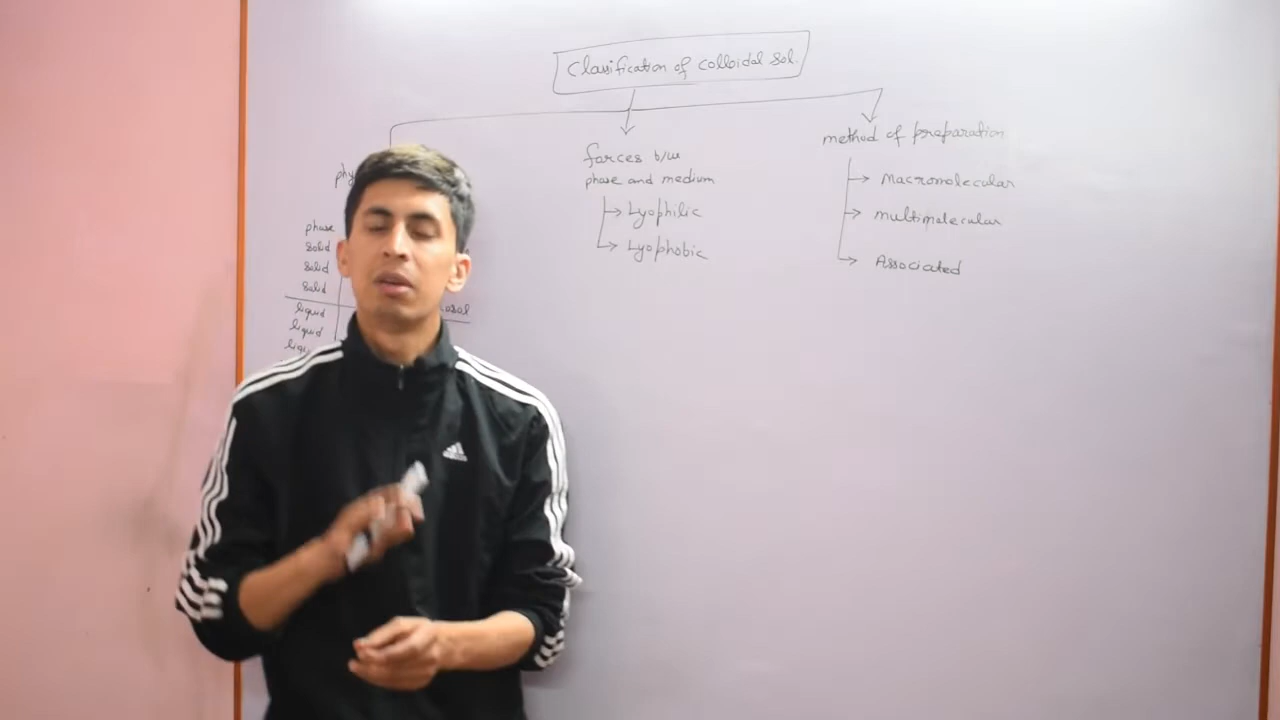 Classification of colloidal sol.
forces b/w
phase and medium
Lyophilic
Lyophobic
method of preparation
Macromolecular
multimolecular
Associated
phase
solid
solid
solid
liquid
liquid